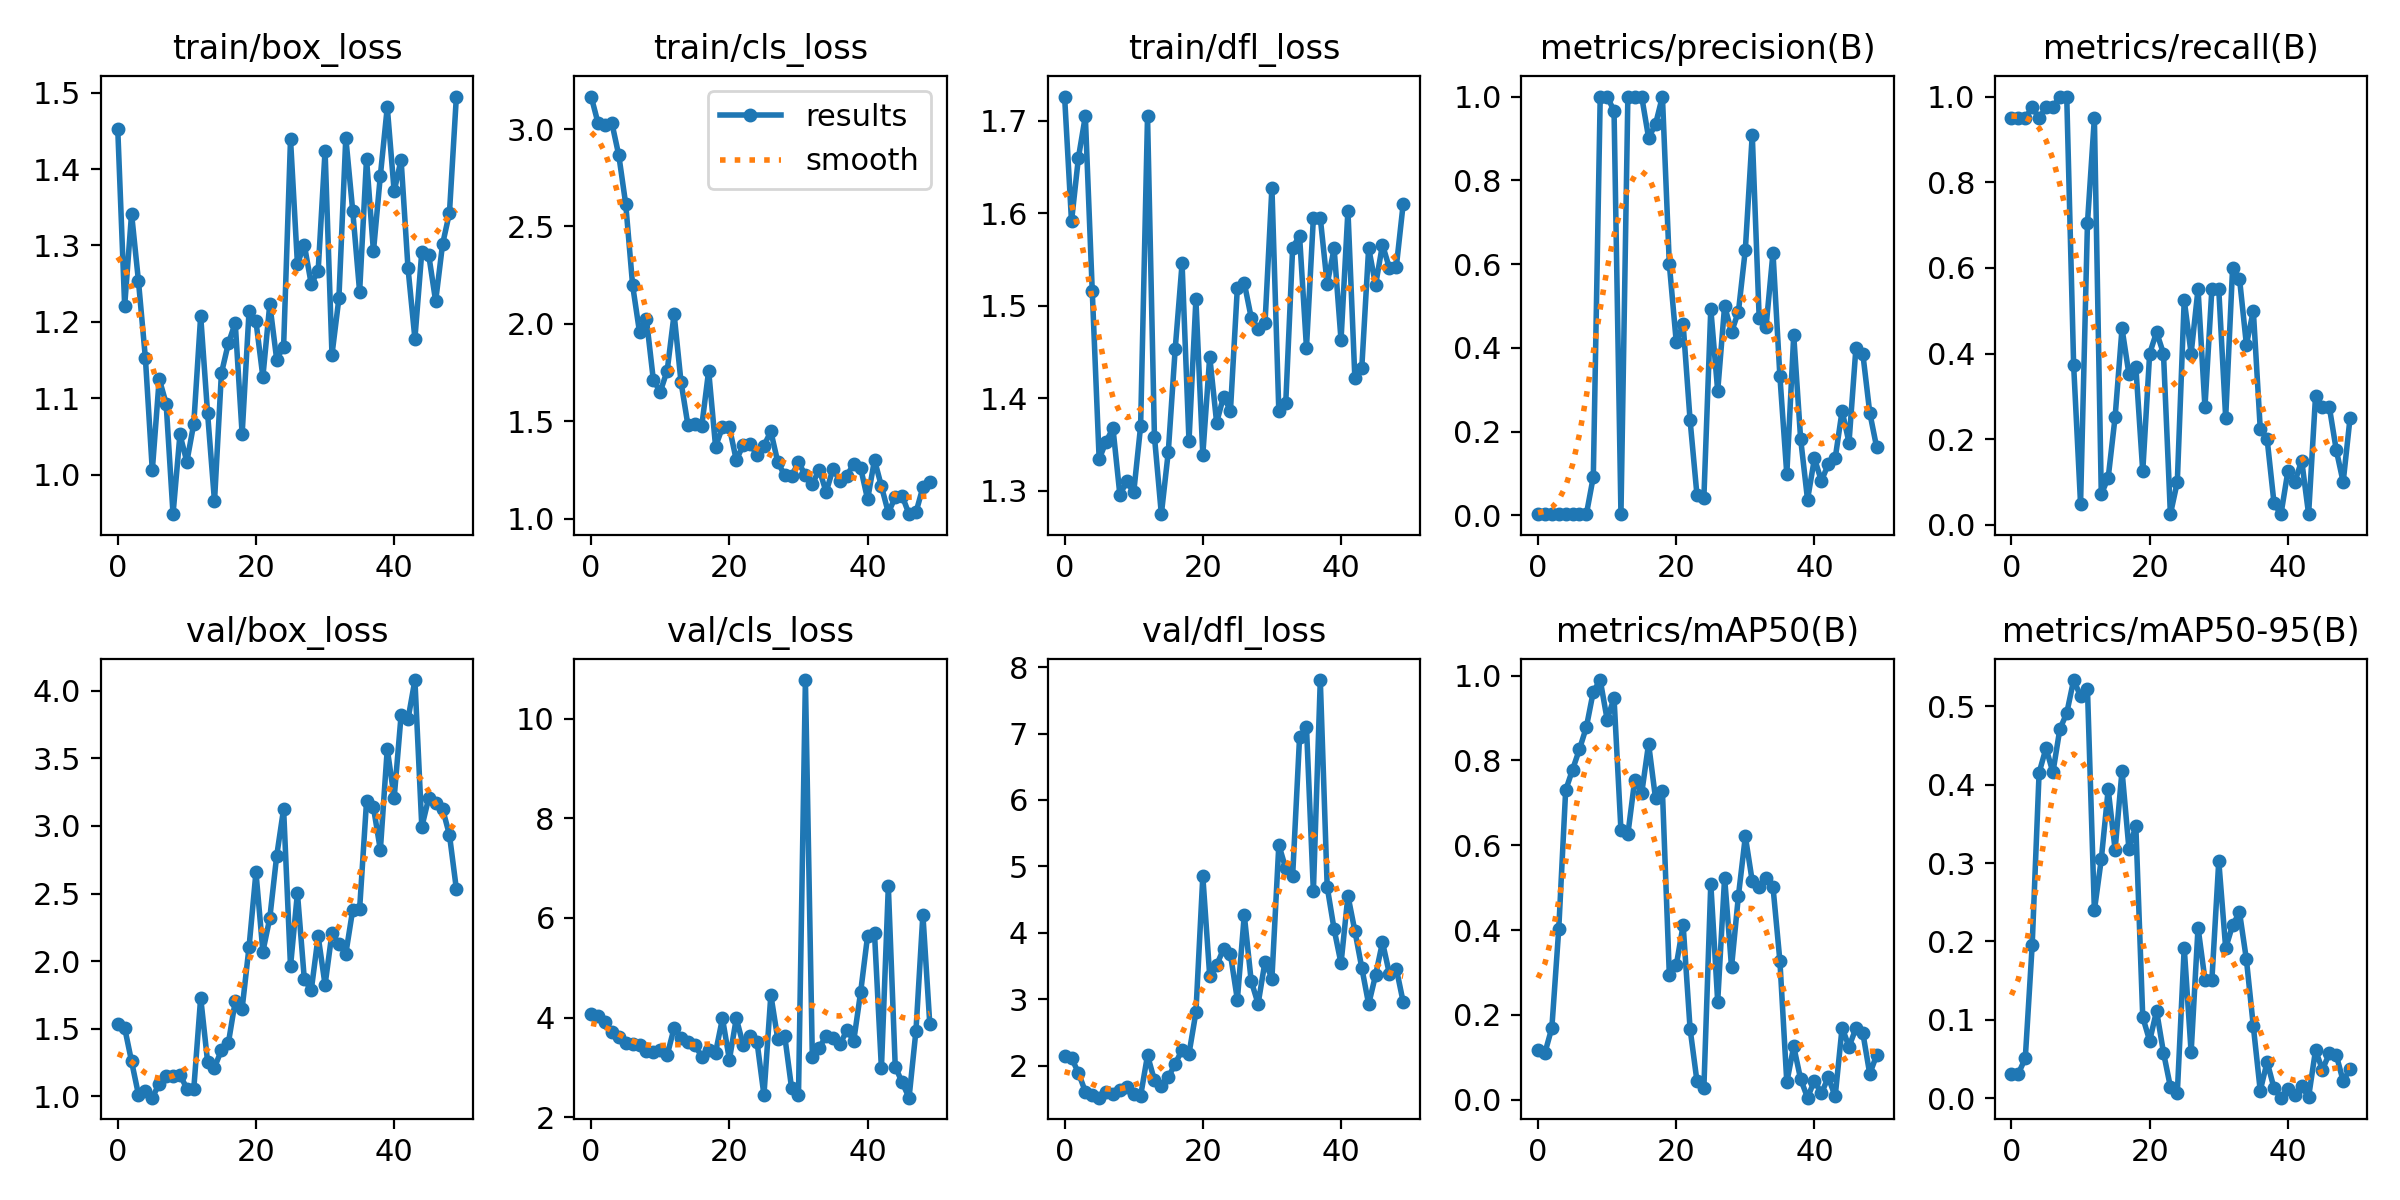 train/box_loss
1.5
1.4
1.3
1.2
1.1
1.0
0 20 40
train/cls_loss
results
smooth
3.0
2.5
2.0
1.5
1.0
0 20 40
train/dfl_loss
1.7
1.6
1.5
1.4
1.3
0 20 40
metrics/precision(B)
1.0
0.8
0.6
0.4
0.2
0.0
0 20 40
metrics/recall(B)
1.0
0.8
0.6
0.4
0.2
0.0
0 20 40
val/box_loss
4.0
3.5
3.0
2.5
2.0
1.5
1.0
0 20 40
val/cls_loss
10
8
6
4
2
0 20 40
val/dfl_loss
8
7
6
5
4
3
2
0 20 40
metrics/mAP50(B)
1.0
0.8
0.6
0.4
0.2
0.0
0 20 40
metrics/mAP50-95(B)
0.5
0.4
0.3
0.2
0.1
0.0
0 20 40